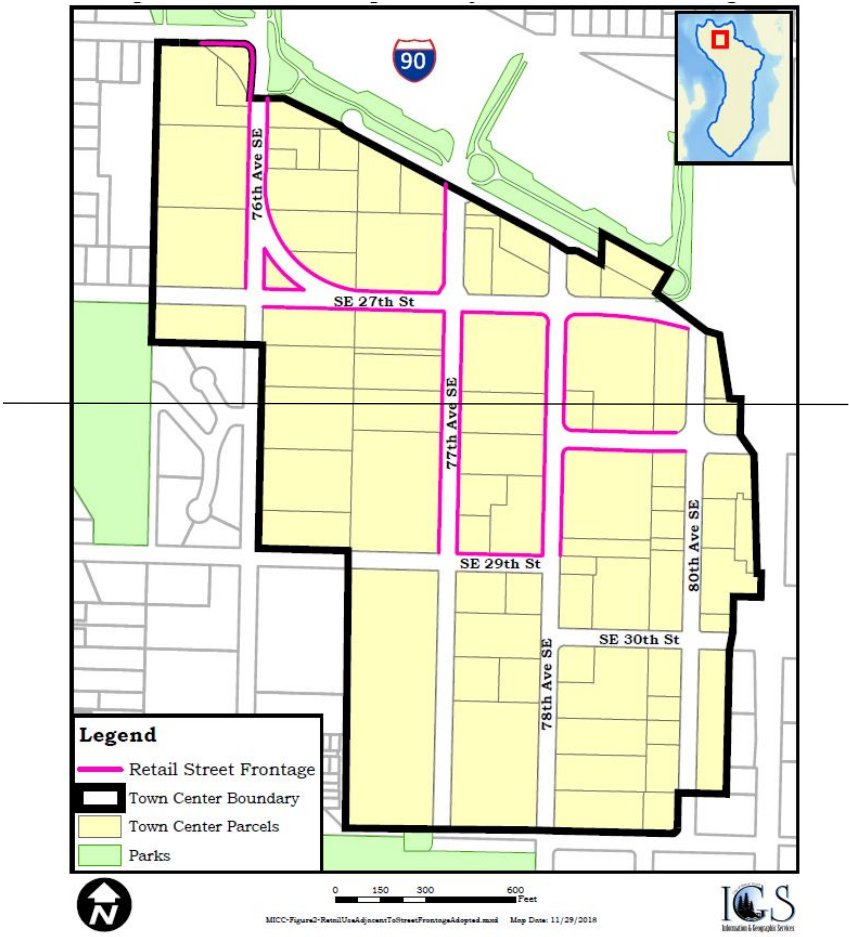 90
76th Ave SE
SE 27th St
77th Ave SE
SE 29th St
80th Ave SE
SE 30th St
78th Ave SE
Legend
Retail Street Frontage
Town Center Boundary
Town Center Parcels
Parks
N
0 150 300 600
Feet
MICC-Figure2-RetailUseAdjacentToStreetFrontageAdopted.mxd Map Date: 11/29/2018
IGS
Information & Geographic Services